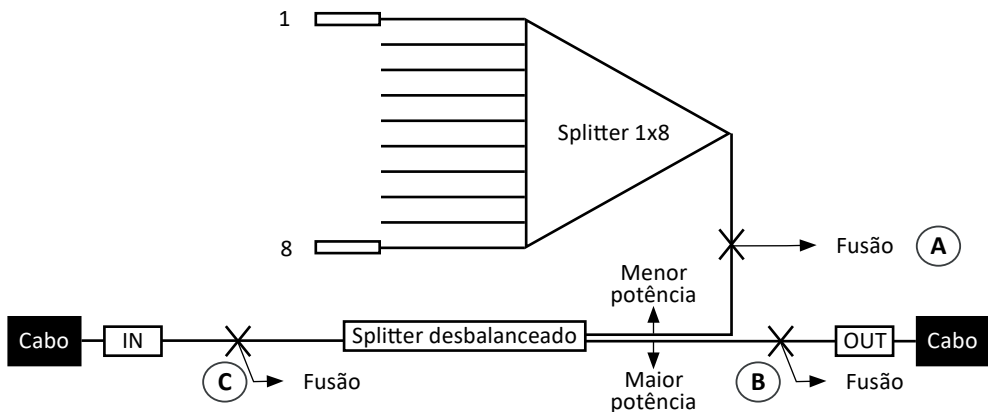 1
Splitter 1x8
8
Fusão
A
Menor
potência
Cabo
IN
Splitter desbalanceado
OUT
Cabo
C
Fusão
Maior
potência
B
Fusão